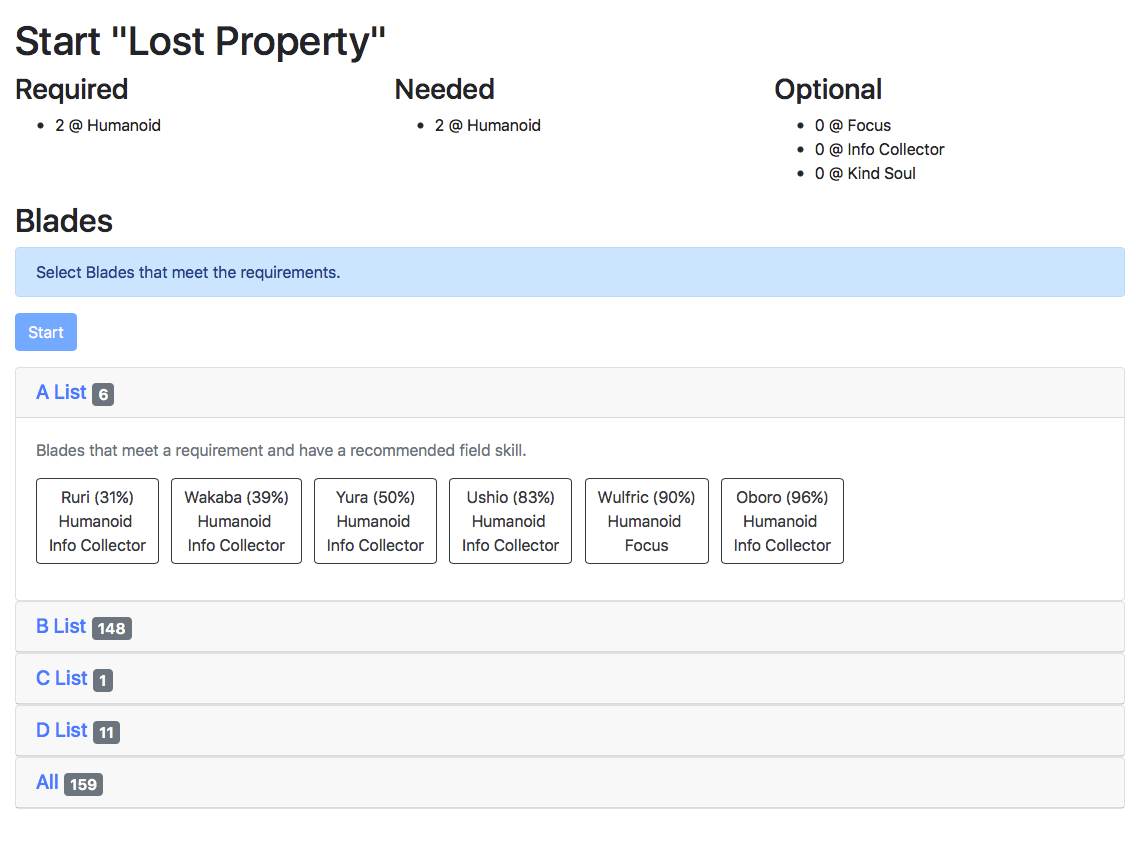 Start "Lost Property"
Required
Needed
Optional
• 2 @ Humanoid
• 2 @ Humanoid
• 0 @ Focus
• 0 @ Info Collector
• 0 @ Kind Soul
Blades
Select Blades that meet the requirements.
Start
A List 6
Blades that meet a requirement and have a recommended field skill.
Ruri (31%)
Humanoid
Info Collector
Wakaba (39%)
Humanoid
Info Collector
Yura (50%)
Humanoid
Info Collector
Ushio (83%)
Humanoid
Info Collector
Wulfric (90%)
Humanoid
Focus
Oboro (96%)
Humanoid
Info Collector
B List 148
C List 1
D List 11
All 159